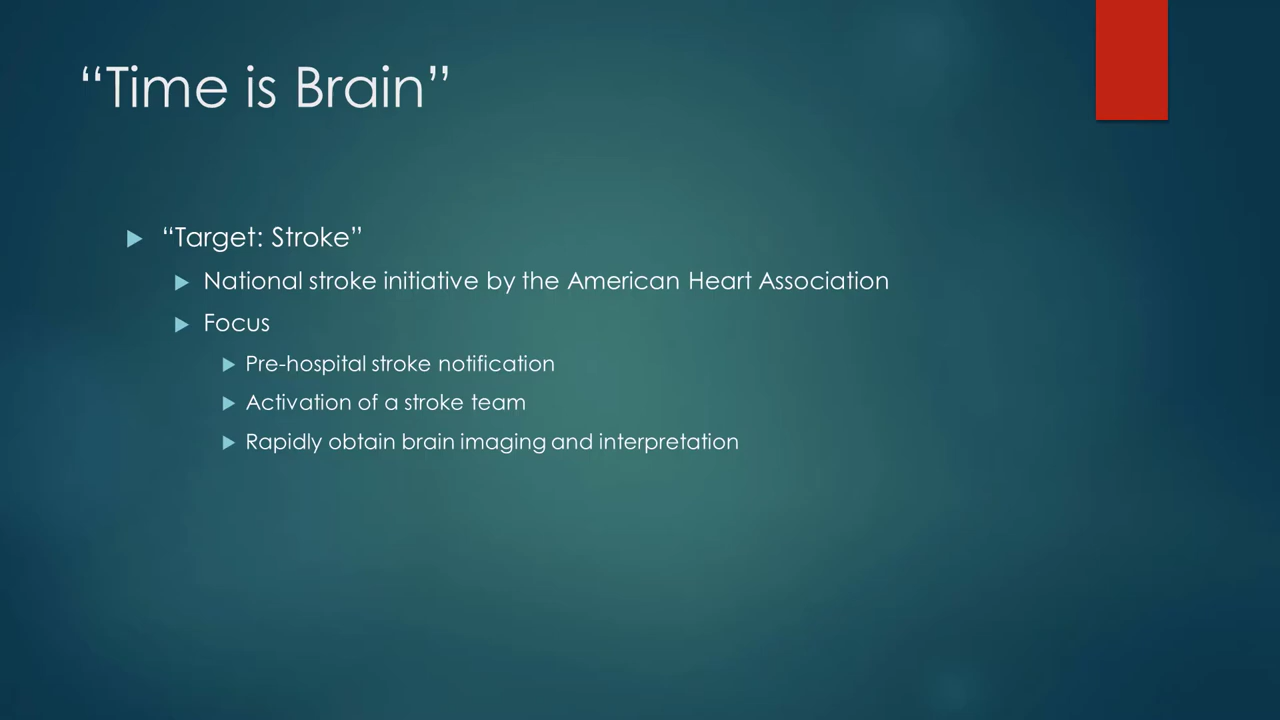 “Time is Brain”
“Target: Stroke”
National stroke initiative by the American Heart Association
Focus
Pre-hospital stroke notification
Activation of a stroke team
Rapidly obtain brain imaging and interpretation